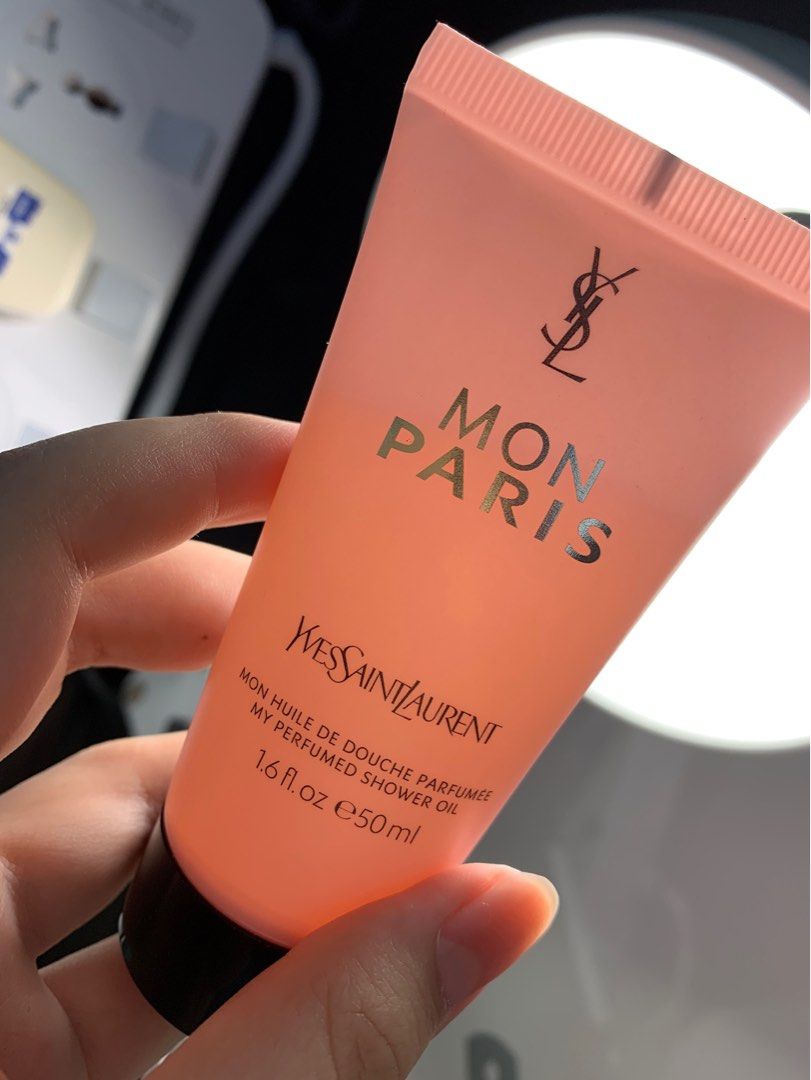 YSL
MON
PARIS
YVESSAINTLAURENT
MON HUILE DE DOUCHE PARFUMÉE
MY PERFUMED SHOWER OIL
1.6 fl. oz ℮50ml